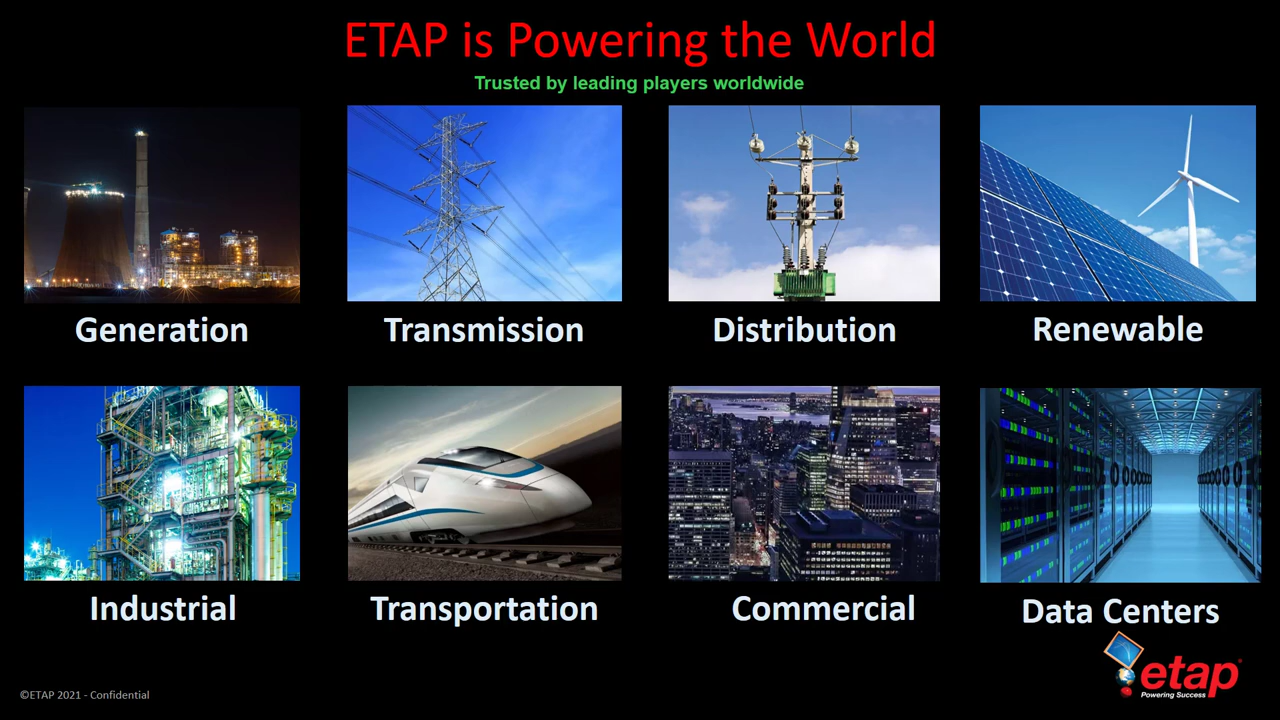 ETAP is Powering the World
Trusted by leading players worldwide
Generation
Transmission
Distribution
Renewable
Industrial
Transportation
Commercial
Data Centers
©ETAP 2021 - Confidential
etap®
Powering Success